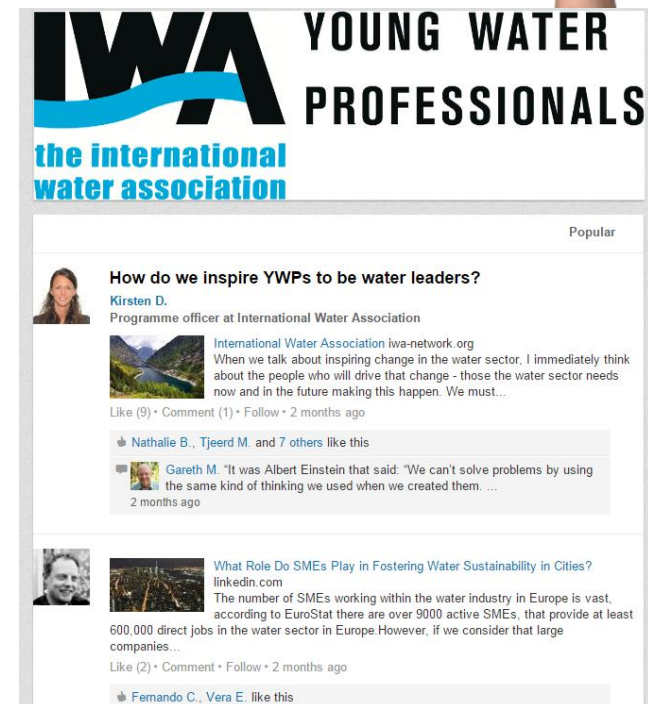 IWA YOUNG WATER
PROFESSIONALS
the international
water association
Popular
How do we inspire YWPs to be water leaders?
Kirsten D.
Programme officer at International Water Association
International Water Association iwa-network.org
When we talk about inspiring change in the water sector, I immediately think
about the people who will drive that change - those the water sector needs
now and in the future making this happen. We must...
Like (9) • Comment (1) • Follow • 2 months ago
Nathalie B., Tjeerd M. and 7 others like this
Gareth M. “It was Albert Einstein that said: “We can’t solve problems by using
the same kind of thinking we used when we created them. ...
2 months ago
What Role Do SMEs Play in Fostering Water Sustainability in Cities?
linkedin.com
The number of SMEs working within the water industry in Europe is vast,
according to EuroStat there are over 9000 active SMEs, that provide at least
600,000 direct jobs in the water sector in Europe.However, if we consider that large
companies...
Like (2) • Comment • Follow • 2 months ago
Fernando C., Vera E. like this